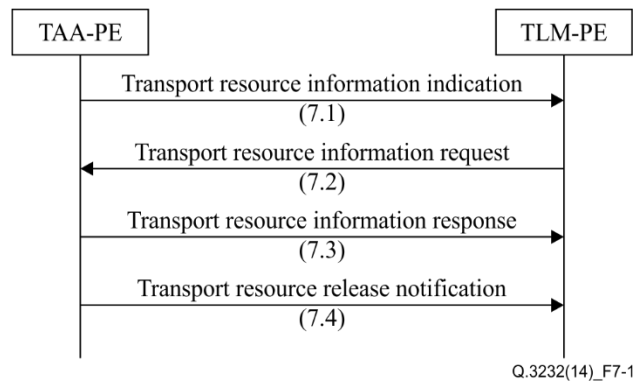 TAA-PE
TLM-PE
Transport resource information indication
(7.1)
Transport resource information request
(7.2)
Transport resource information response
(7.3)
Transport resource release notification
(7.4)
Q.3232(14)_F7-1